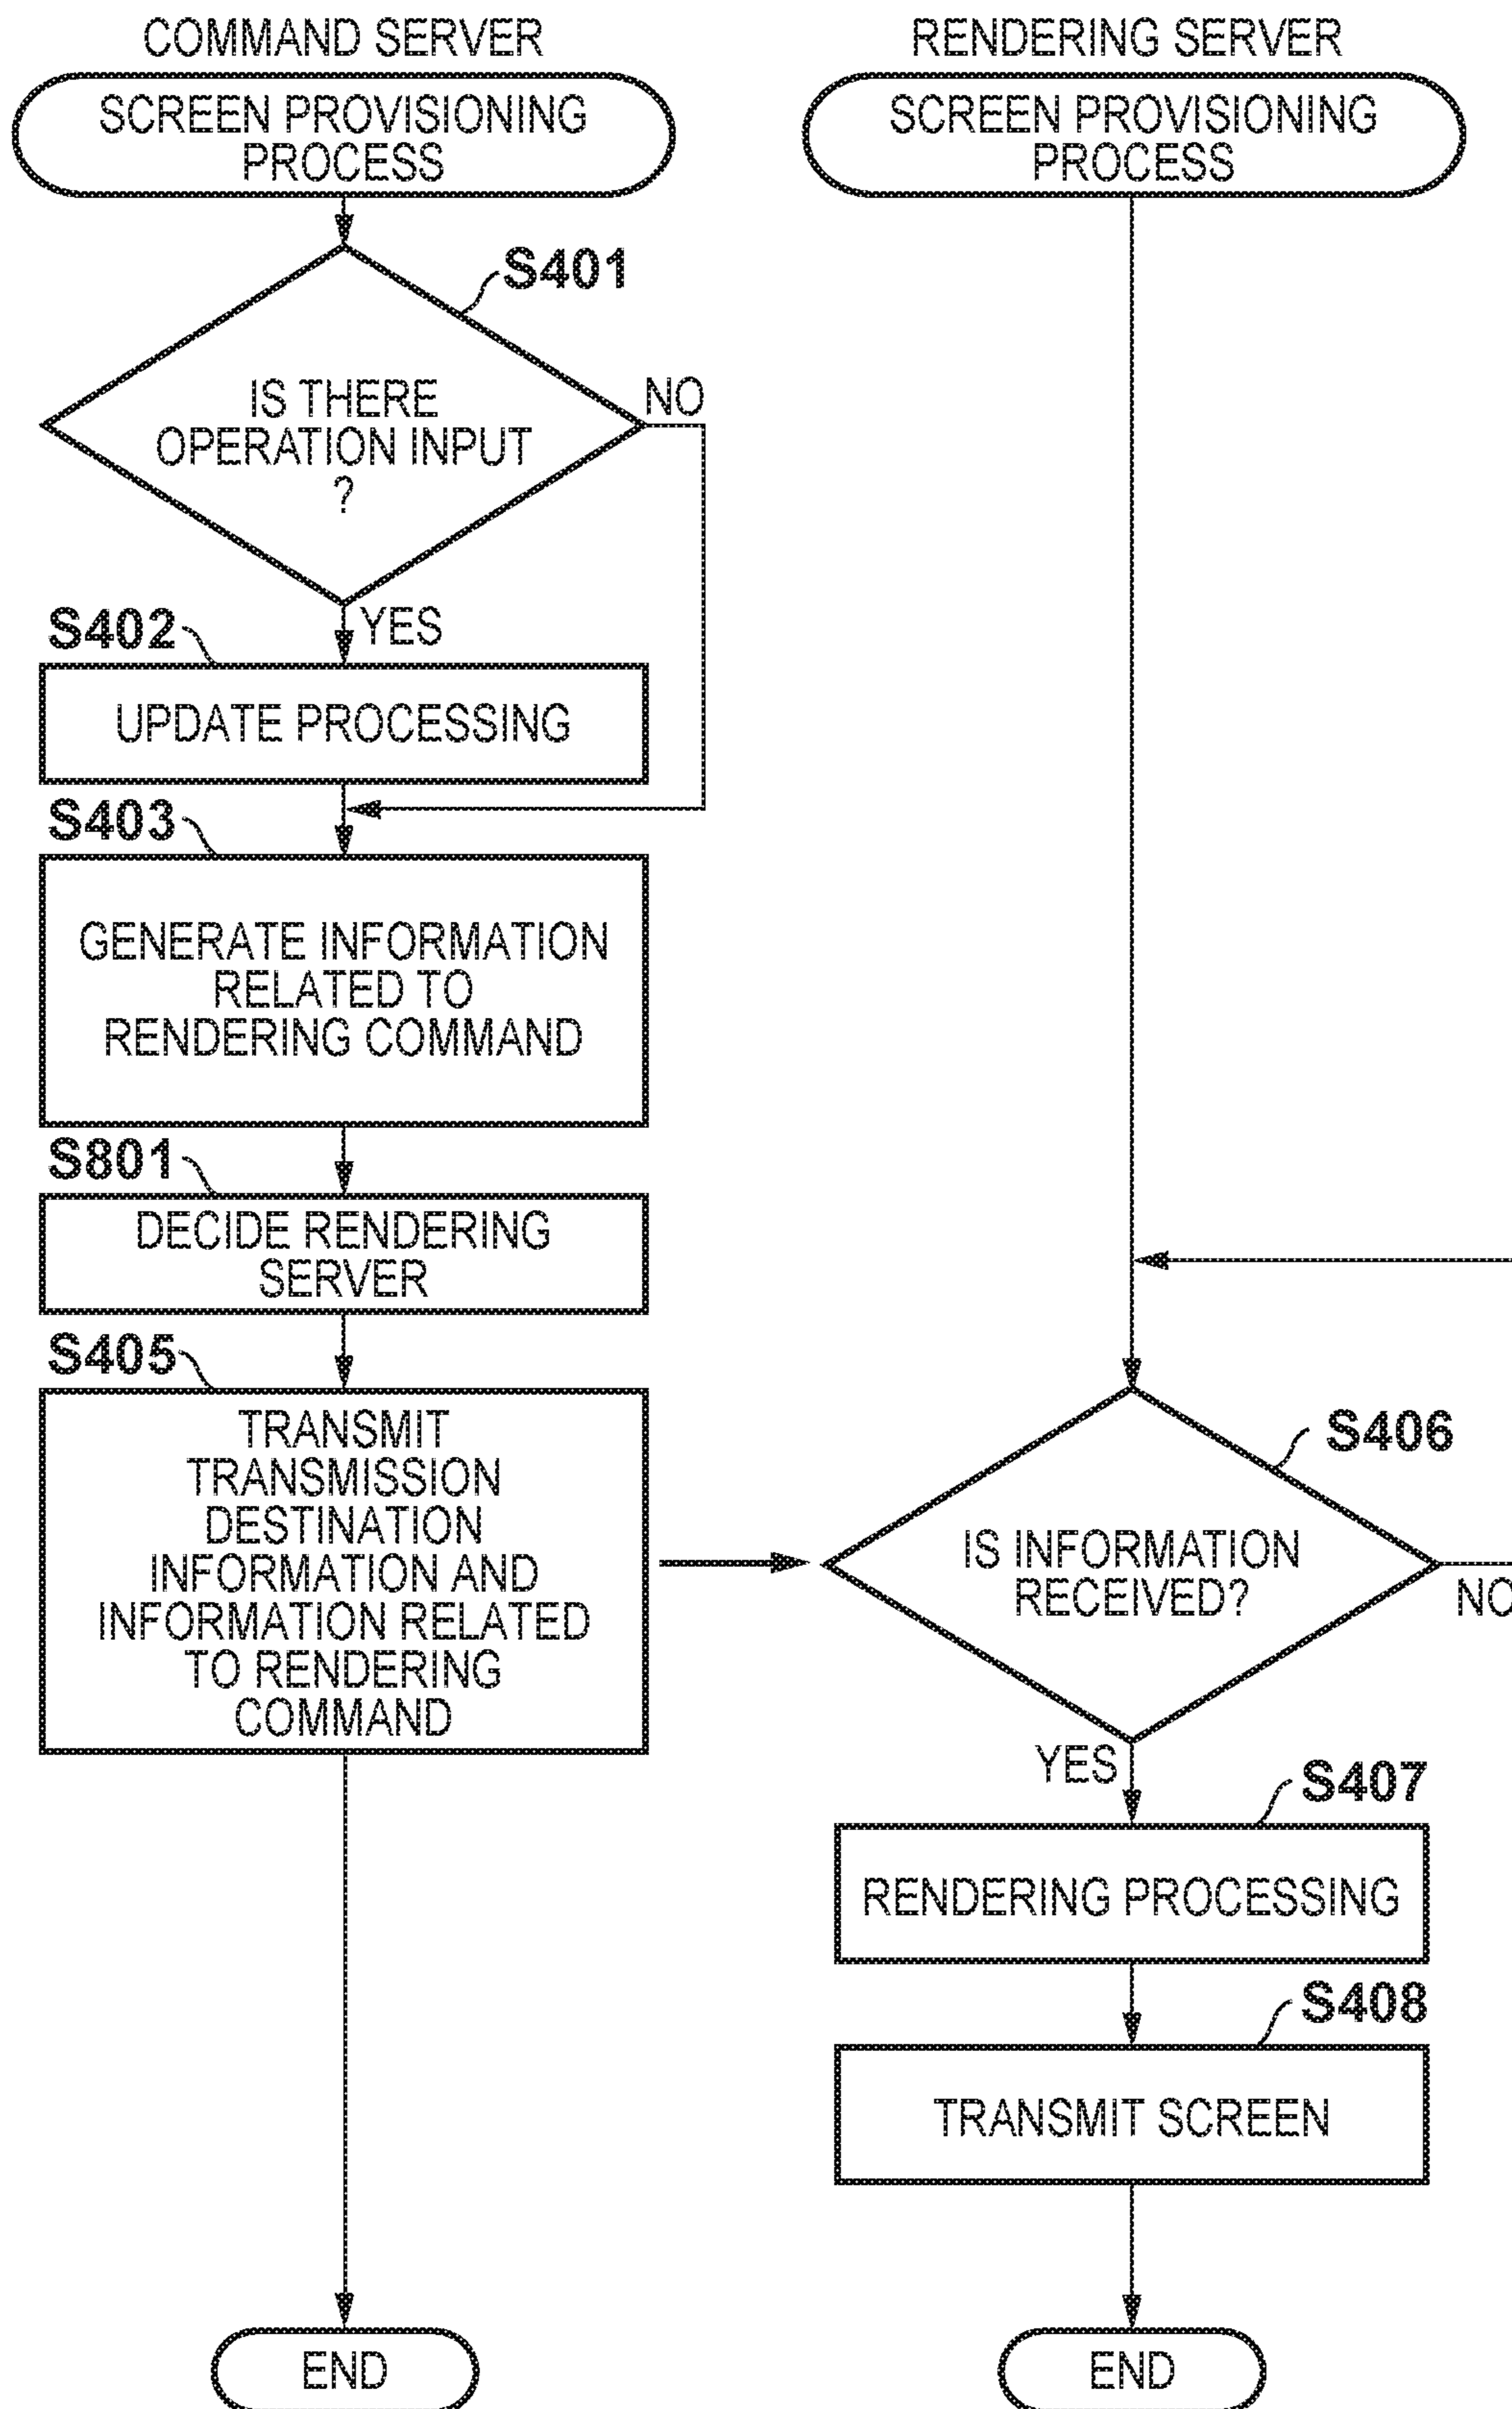 COMMAND SERVER
SCREEN PROVISIONING
PROCESS
S401
IS THERE
OPERATION INPUT
?
NO
YES
S402
UPDATE PROCESSING
S403
GENERATE INFORMATION
RELATED TO
RENDERING COMMAND
S801
DECIDE RENDERING
SERVER
S405
TRANSMIT
TRANSMISSION
DESTINATION
INFORMATION AND
INFORMATION RELATED
TO RENDERING
COMMAND
END
RENDERING SERVER
SCREEN PROVISIONING
PROCESS
S406
IS INFORMATION
RECEIVED?
NO
YES
S407
RENDERING PROCESSING
S408
TRANSMIT SCREEN
END